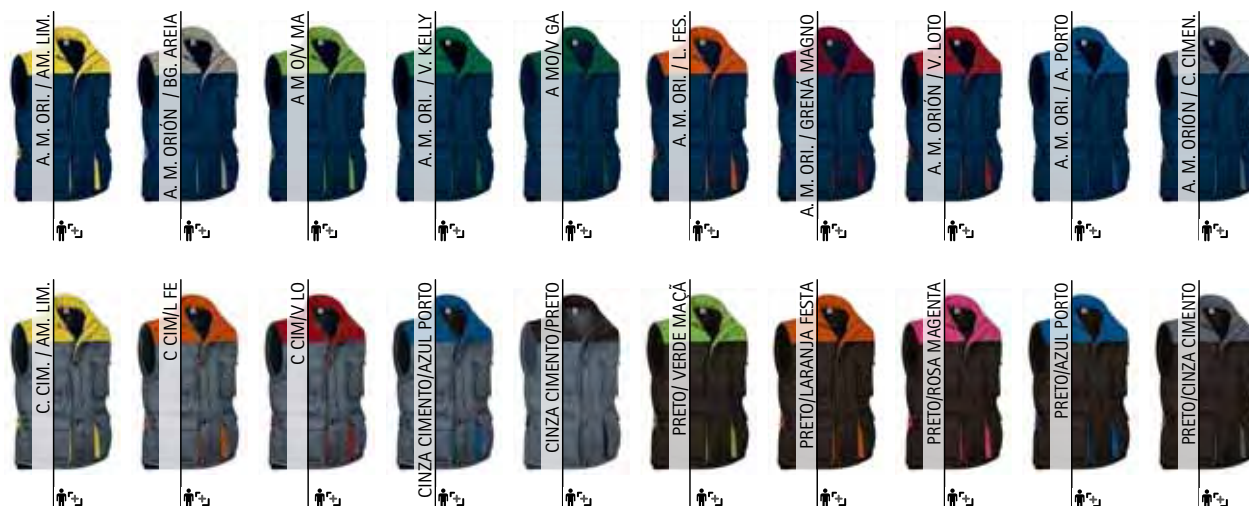 A. M. ORI. / AM. LIM.
A. M. ORIÓN / BG. AREIA
A M O/V MA
A. M. ORI. / V. KELLY
A MO/V GA
A. M. ORI. / L. FES.
A. M. ORI. / GRENÁ MAGNO
A. M. ORIÓN / V. LOTO
A. M. ORI. / A. PORTO
A. M. ORIÓN / C. CIMEN.
C. CIM. / AM. LIM.
C CIM/L FE
C CIM/V LO
CINZA CIMENTO/AZUL PORTO
CINZA CIMENTO/PRETO
PRETO/ VERDE MAÇÃ
PRETO/LARANJA FESTA
PRETO/ROSA MAGENTA
PRETO/AZUL PORTO
PRETO/CINZA CIMENTO